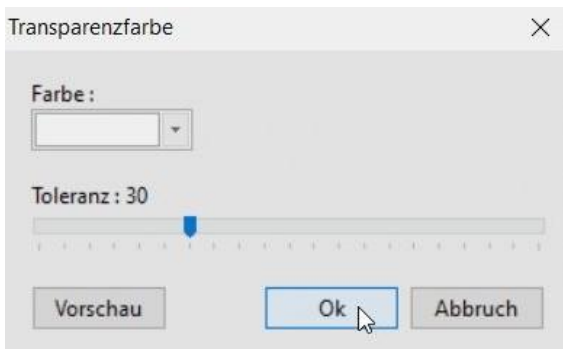 Transparenzfarbe
Farbe :
Toleranz : 30
Vorschau Ok Abbruch